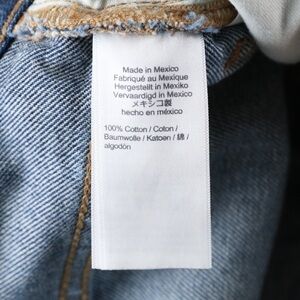 Made in Mexico
Fabriqué au Mexique
Hergestellt in Mexiko
Vervaardigd in Mexico
メキシコ製
hecho en méxico
100% Cotton / Coton /
Baumwolle / Katoen / 綿 /
algodón